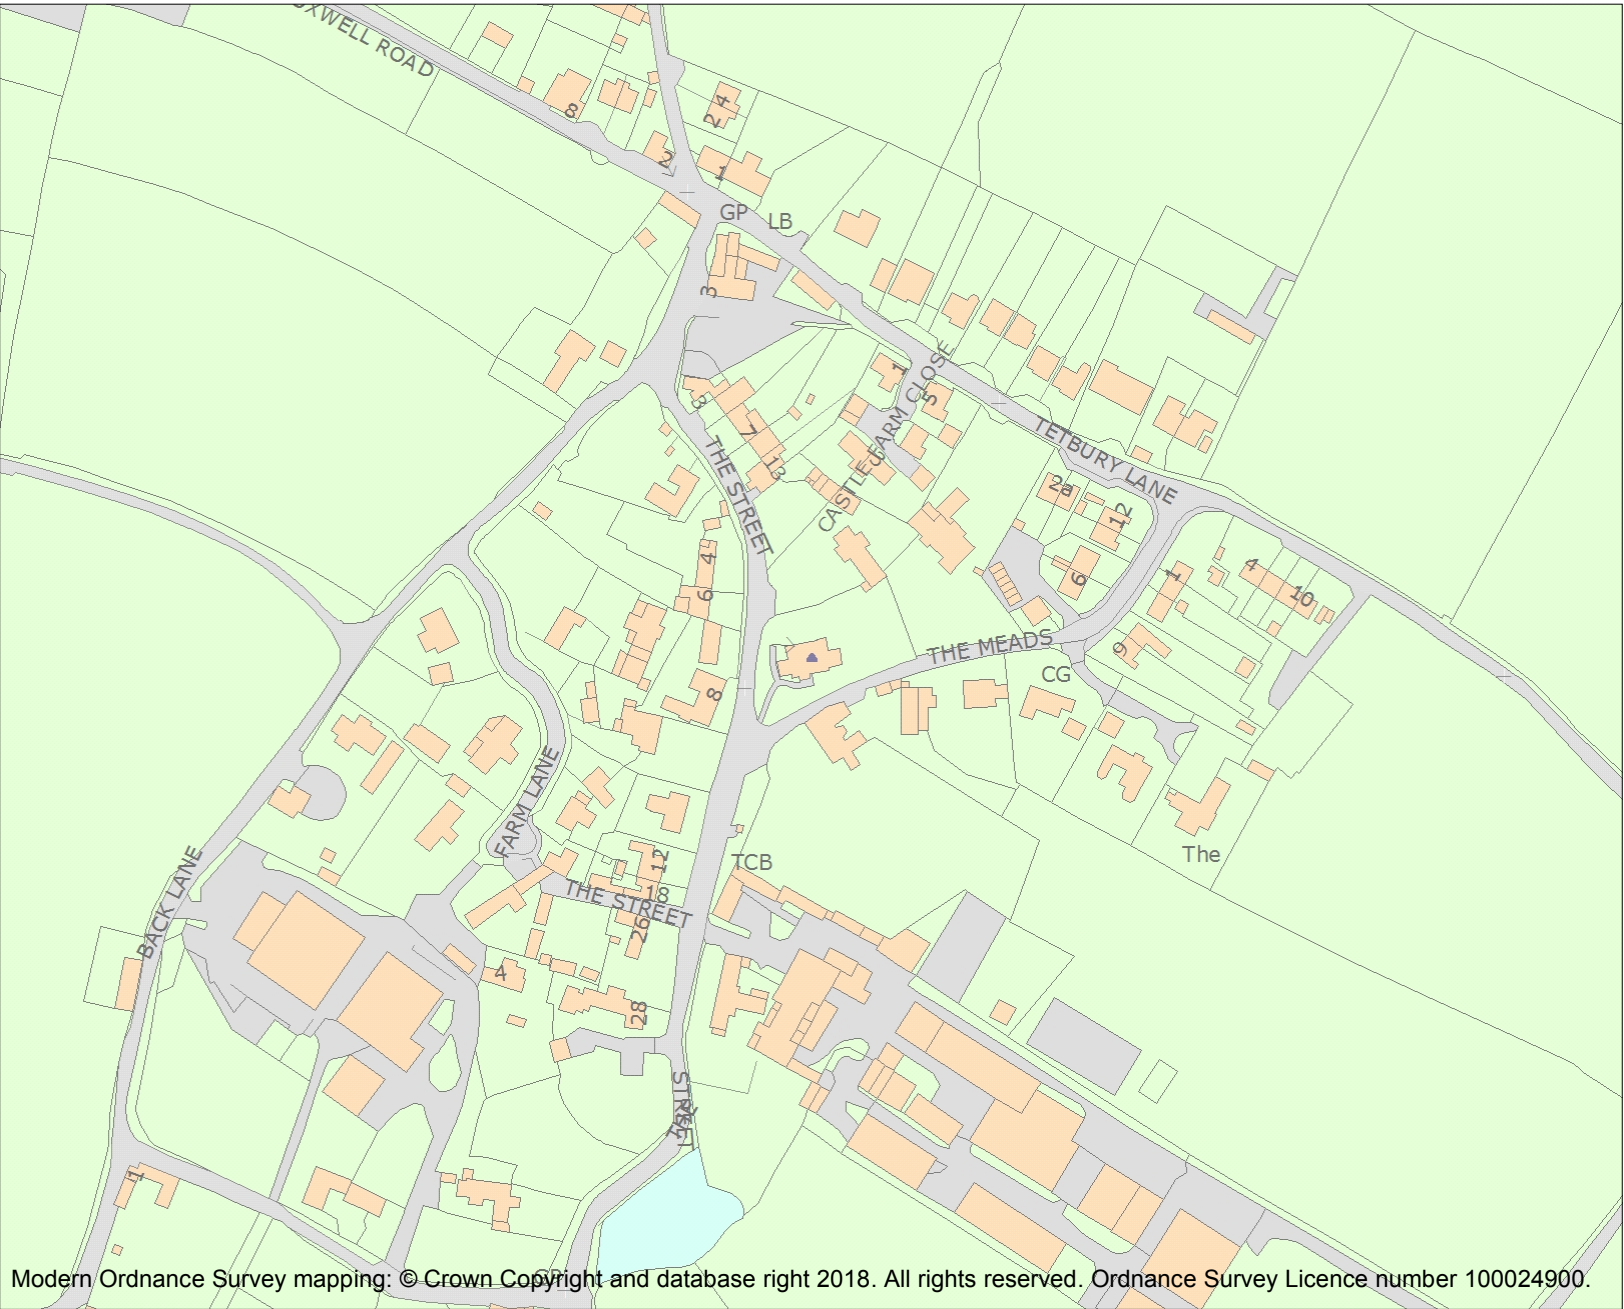 OXWELL ROAD
8
2
4
2
1
GP
LB
3
1
5
CASTLE FARM CLOSE
3
7
13
THE STREET
TETBURY LANE
2a
12
6
1
4
10
9
4
6
THE MEADS
CG
8
FARM LANE
The
BACK LANE
TCB
12
18
THE STREET
26
4
28
THE
STREET
1
GP
Modern Ordnance Survey mapping: © Crown Copyright and database right 2018. All rights reserved. Ordnance Survey Licence number 100024900.